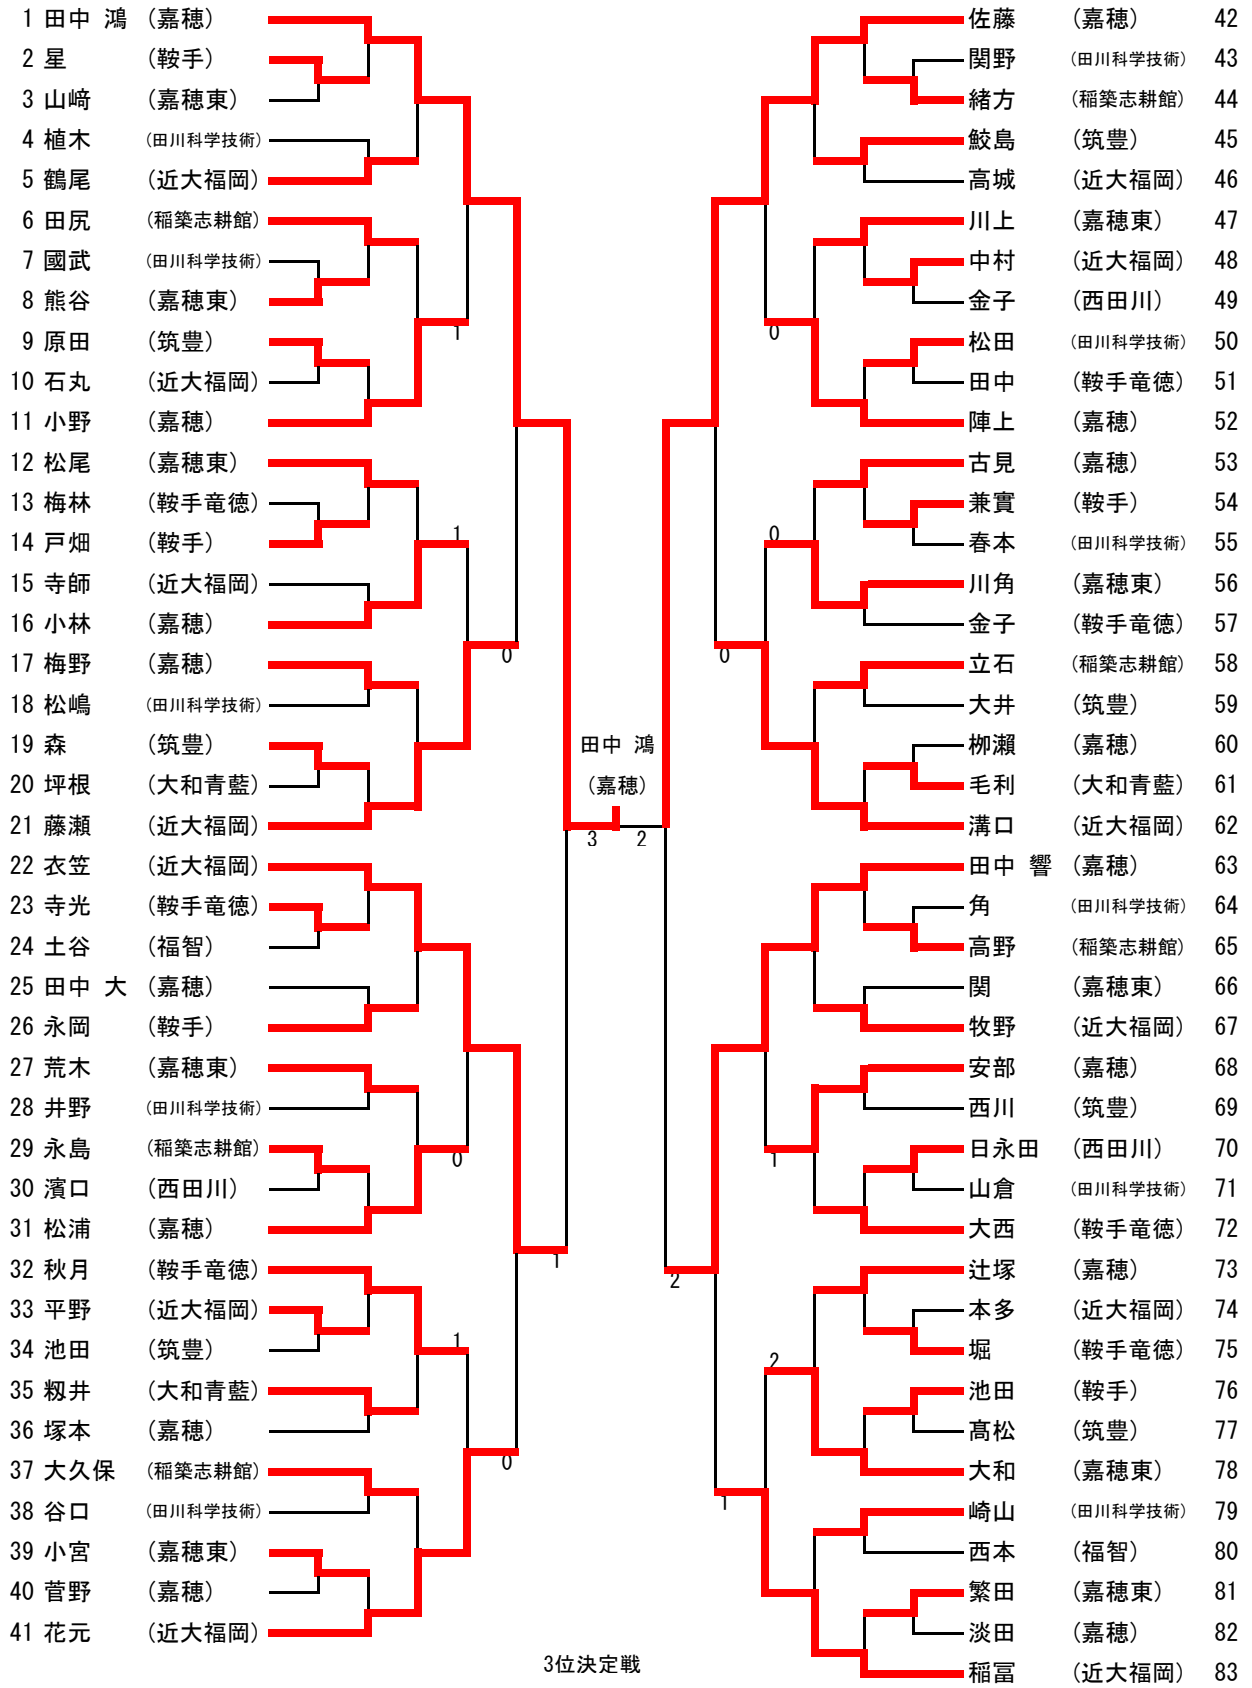 1 田中 鴻 (嘉穂)
2 星 (鞍手)
3 山﨑 (嘉穂東)
4 植木 (田川科学技術)
5 鶴尾 (近大福岡)
6 田尻 (稲築志耕館)
7 國武 (田川科学技術)
8 熊谷 (嘉穂東)
9 原田 (筑豊)
10 石丸 (近大福岡)
11 小野 (嘉穂)
12 松尾 (嘉穂東)
13 梅林 (鞍手竜徳)
14 戸畑 (鞍手)
15 寺師 (近大福岡)
16 小林 (嘉穂)
17 梅野 (嘉穂)
18 松嶋 (田川科学技術)
19 森 (筑豊)
20 坪根 (大和青藍)
21 藤瀬 (近大福岡)
22 衣笠 (近大福岡)
23 寺光 (鞍手竜徳)
24 土谷 (福智)
25 田中 大 (嘉穂)
26 永岡 (鞍手)
27 荒木 (嘉穂東)
28 井野 (田川科学技術)
29 永島 (稲築志耕館)
30 濱口 (西田川)
31 松浦 (嘉穂)
32 秋月 (鞍手竜徳)
33 平野 (近大福岡)
34 池田 (筑豊)
35 籾井 (大和青藍)
36 塚本 (嘉穂)
37 大久保 (稲築志耕館)
38 谷口 (田川科学技術)
39 小宮 (嘉穂東)
40 菅野 (嘉穂)
41 花元 (近大福岡)
1
1
0
0
1
0
1
田中 鴻
(嘉穂)
3 2
3位決定戦
0
0
0
1
2
2
1
佐藤 (嘉穂) 42
関野 (田川科学技術) 43
緒方 (稲築志耕館) 44
鮫島 (筑豊) 45
高城 (近大福岡) 46
川上 (嘉穂東) 47
中村 (近大福岡) 48
金子 (西田川) 49
松田 (田川科学技術) 50
田中 (鞍手竜徳) 51
陣上 (嘉穂) 52
古見 (嘉穂) 53
兼實 (鞍手) 54
春本 (田川科学技術) 55
川角 (嘉穂東) 56
金子 (鞍手竜徳) 57
立石 (稲築志耕館) 58
大井 (筑豊) 59
栁瀬 (嘉穂) 60
毛利 (大和青藍) 61
溝口 (近大福岡) 62
田中 響 (嘉穂) 63
角 (田川科学技術) 64
高野 (稲築志耕館) 65
関 (嘉穂東) 66
牧野 (近大福岡) 67
安部 (嘉穂) 68
西川 (筑豊) 69
日永田 (西田川) 70
山倉 (田川科学技術) 71
大西 (鞍手竜徳) 72
辻塚 (嘉穂) 73
本多 (近大福岡) 74
堀 (鞍手竜徳) 75
池田 (鞍手) 76
髙松 (筑豊) 77
大和 (嘉穂東) 78
崎山 (田川科学技術) 79
西本 (福智) 80
繁田 (嘉穂東) 81
淡田 (嘉穂) 82
稲冨 (近大福岡) 83